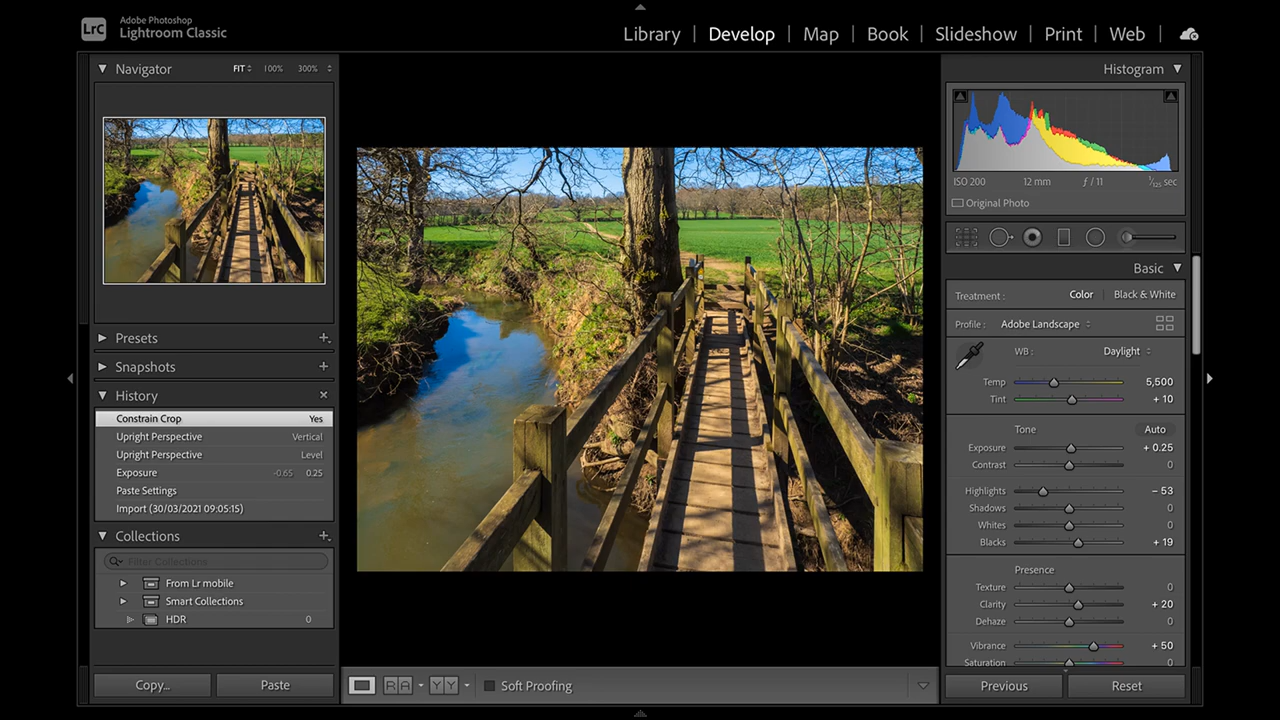 LrC
Adobe Photoshop
Lightroom Classic
Library | Develop | Map | Book | Slideshow | Print | Web |
Navigator FIT 100% 300%
Presets
Snapshots
History
Constrain Crop Yes
Upright Perspective Vertical
Upright Perspective Level
Exposure -0.65 0.25
Paste Settings
Import (30/03/2021 09:05:15)
Collections
Filter Collections
From Lr mobile
Smart Collections
HDR 0
Copy... Paste
R A Y Y Soft Proofing
Histogram
ISO 200 12 mm ƒ / 11 1/125 sec
Original Photo
Basic
Treatment : Color | Black & White
Profile : Adobe Landscape
WB : Daylight
Temp 5,500
Tint + 10
Tone Auto
Exposure + 0.25
Contrast 0
Highlights – 53
Shadows 0
Whites 0
Blacks + 19
Presence
Texture 0
Clarity + 20
Dehaze 0
Vibrance + 50
Saturation 0
Previous Reset